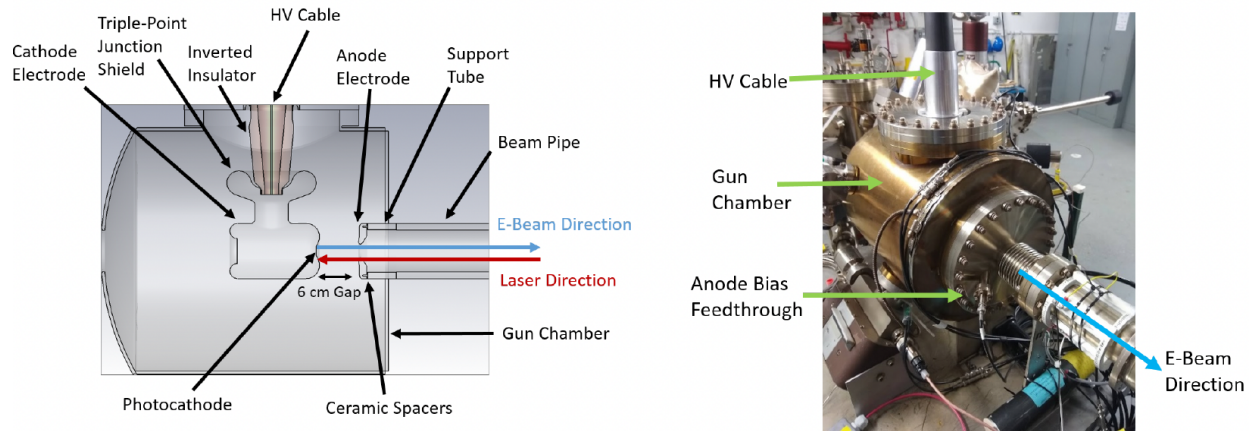 HV Cable
Triple-Point
Junction
Shield
Inverted
Insulator
Cathode
Electrode
Anode
Electrode
Support
Tube
Beam Pipe
E-Beam Direction
Laser Direction
6 cm Gap
Gun Chamber
Photocathode
Ceramic Spacers
HV Cable
Gun
Chamber
Anode Bias
Feedthrough
E-Beam
Direction